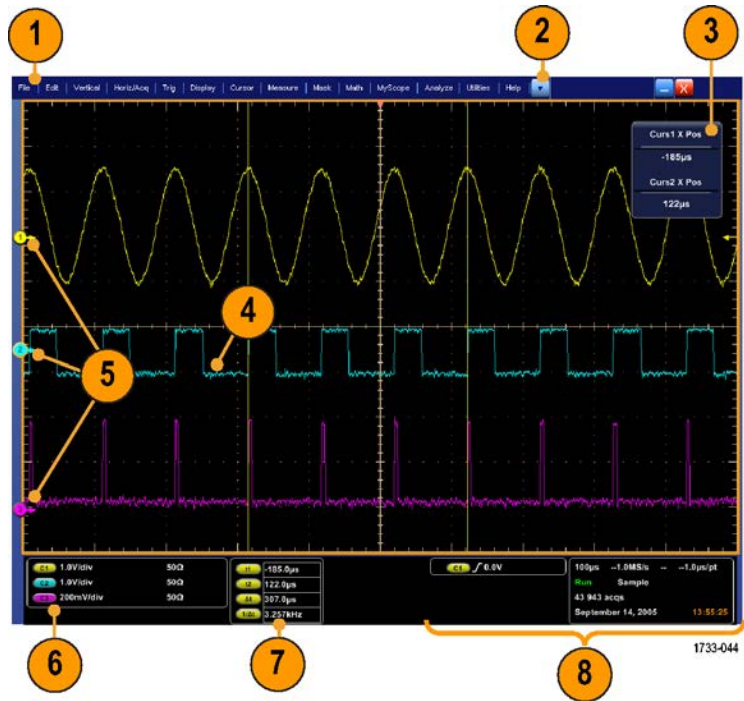 1
2
3
File Edit Vertical Horiz/Acq Trig Display Cursor Measure Mask Math MyScope Analyze Utilities Help
X
Curs1 X Pos
-185µs
Curs2 X Pos
122µs
1
4
2
5
3
C1 1.0V/div 50Ω
C2 1.0V/div 50Ω
C3 200mV/div 50Ω
t1 -185.0µs
t2 122.0µs
Δt 307.0µs
1/Δt 3.257kHz
C1 0.0V
100µs --1.0MS/s -- --1.0µs/pt
Run Sample
43 943 acqs
September 14, 2005 13:55:25
6
7
8
1733-044